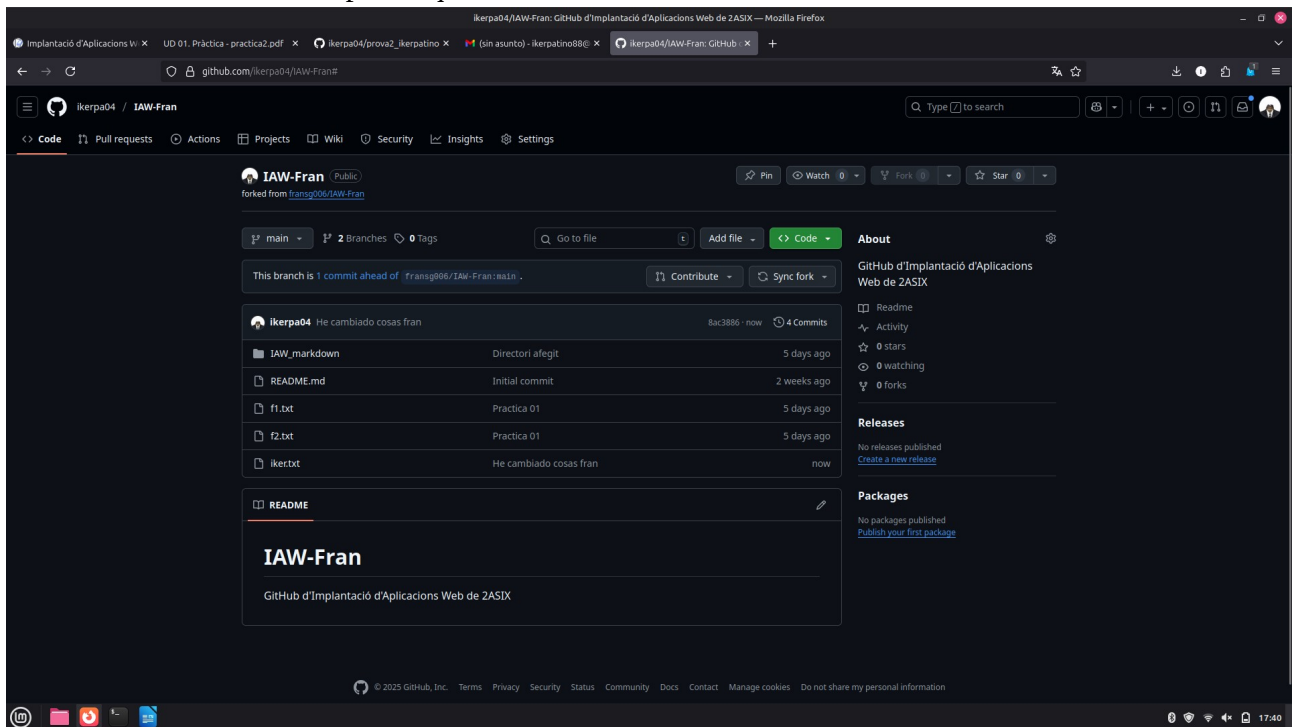 ikerpa04/IAW-Fran: GitHub d'Implantació d'Aplicacions Web de 2ASIX — Mozilla Firefox
Implantació d'Aplicacions W
UD 01. Pràctica - practica2.pdf
ikerpa04/prova2_ikerpatino
(sin asunto) - ikerpatino88@
ikerpa04/IAW-Fran: GitHub
github.com/ikerpa04/IAW-Fran#
ikerpa04 / IAW-Fran
Type / to search
Code Pull requests Actions Projects Wiki Security Insights Settings
IAW-Fran Public
forked from fransg006/IAW-Fran
Pin Watch 0 Fork 0 Star 0
main 2 Branches 0 Tags Go to file t Add file Code
This branch is 1 commit ahead of fransg006/IAW-Fran:main .
Contribute Sync fork
ikerpa04 He cambiado cosas fran 8ac3886 · now 4 Commits
IAW_markdown Directori afegit 5 days ago
README.md Initial commit 2 weeks ago
f1.txt Practica 01 5 days ago
f2.txt Practica 01 5 days ago
iker.txt He cambiado cosas fran now
README
IAW-Fran
GitHub d'Implantació d'Aplicacions Web de 2ASIX
About
GitHub d'Implantació d'Aplicacions
Web de 2ASIX
Readme
Activity
0 stars
0 watching
0 forks
Releases
No releases published
Create a new release
Packages
No packages published
Publish your first package
© 2025 GitHub, Inc. Terms Privacy Security Status Community Docs Contact Manage cookies Do not share my personal information
17:40